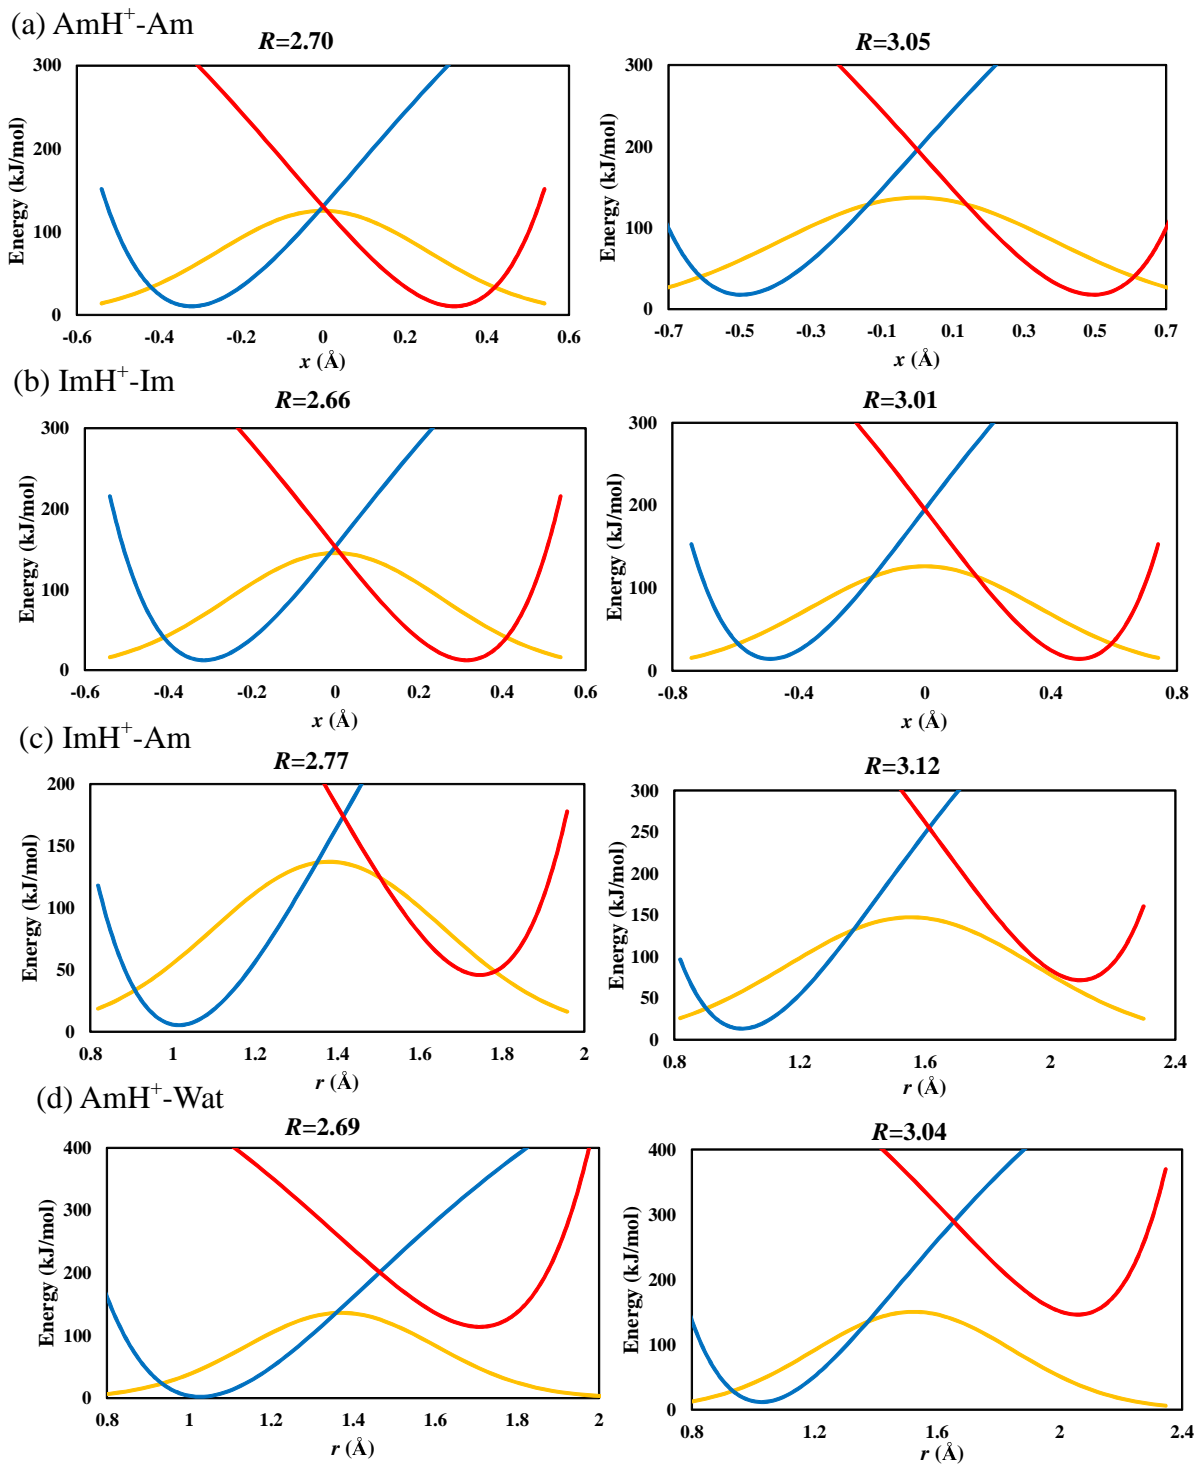 (a) AmH⁺-Am
R=2.70
R=3.05
Energy (kJ/mol)
300
200
100
0
-0.6 -0.4 -0.2 0 0.2 0.4 0.6
x (Å)
Energy (kJ/mol)
300
200
100
0
-0.7 -0.5 -0.3 -0.1 0.1 0.3 0.5 0.7
x (Å)
(b) ImH⁺-Im
R=2.66
R=3.01
Energy (kJ/mol)
300
200
100
0
-0.6 -0.4 -0.2 0 0.2 0.4 0.6
x (Å)
Energy (kJ/mol)
300
200
100
0
-0.8 -0.4 0 0.4 0.8
x (Å)
(c) ImH⁺-Am
R=2.77
R=3.12
Energy (kJ/mol)
200
150
100
50
0
0.8 1 1.2 1.4 1.6 1.8 2
r (Å)
Energy (kJ/mol)
300
250
200
150
100
50
0
0.8 1.2 1.6 2 2.4
r (Å)
(d) AmH⁺-Wat
R=2.69
R=3.04
Energy (kJ/mol)
400
300
200
100
0
0.8 1 1.2 1.4 1.6 1.8 2
r (Å)
Energy (kJ/mol)
400
300
200
100
0
0.8 1.2 1.6 2 2.4
r (Å)